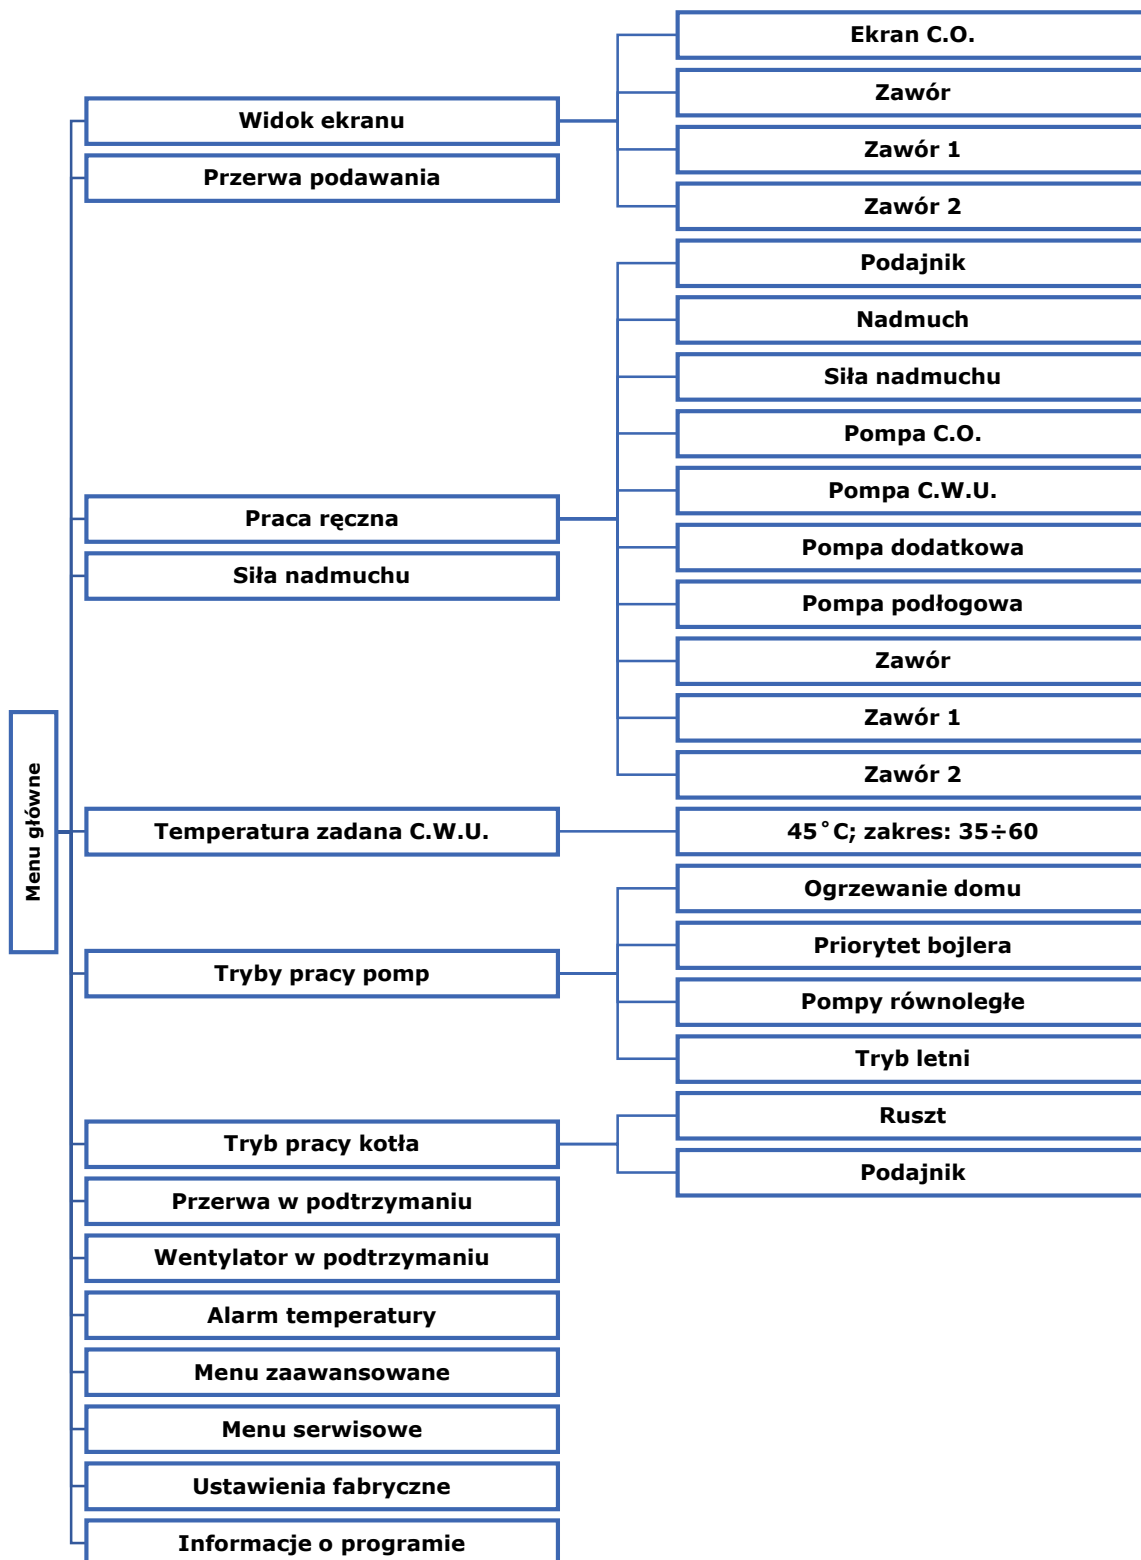 Menu główne
Widok ekranu
Ekran C.O.
Zawór
Zawór 1
Zawór 2
Przerwa podawania
Praca ręczna
Podajnik
Nadmuch
Siła nadmuchu
Pompa C.O.
Pompa C.W.U.
Pompa dodatkowa
Pompa podłogowa
Zawór
Zawór 1
Zawór 2
Siła nadmuchu
Temperatura zadana C.W.U.
45˚C; zakres: 35÷60
Tryby pracy pomp
Ogrzewanie domu
Priorytet bojlera
Pompy równoległe
Tryb letni
Tryb pracy kotła
Ruszt
Podajnik
Przerwa w podtrzymaniu
Wentylator w podtrzymaniu
Alarm temperatury
Menu zaawansowane
Menu serwisowe
Ustawienia fabryczne
Informacje o programie